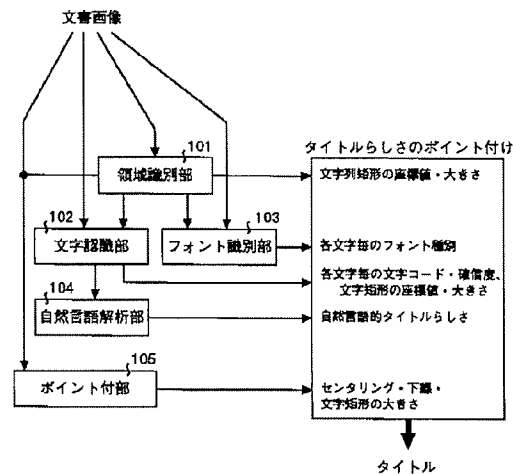 文書画像
タイトルらしさのポイント付け
101
領域識別部
文字列矩形の座標値・大きさ
102
文字認識部
103
フォント識別部
各文字毎のフォント種別
各文字毎の文字コード・確信度、
文字矩形の座標値・大きさ
104
自然言語解析部
自然言語的タイトルらしさ
105
ポイント付部
センタリング・下線・
文字矩形の大きさ
タイトル